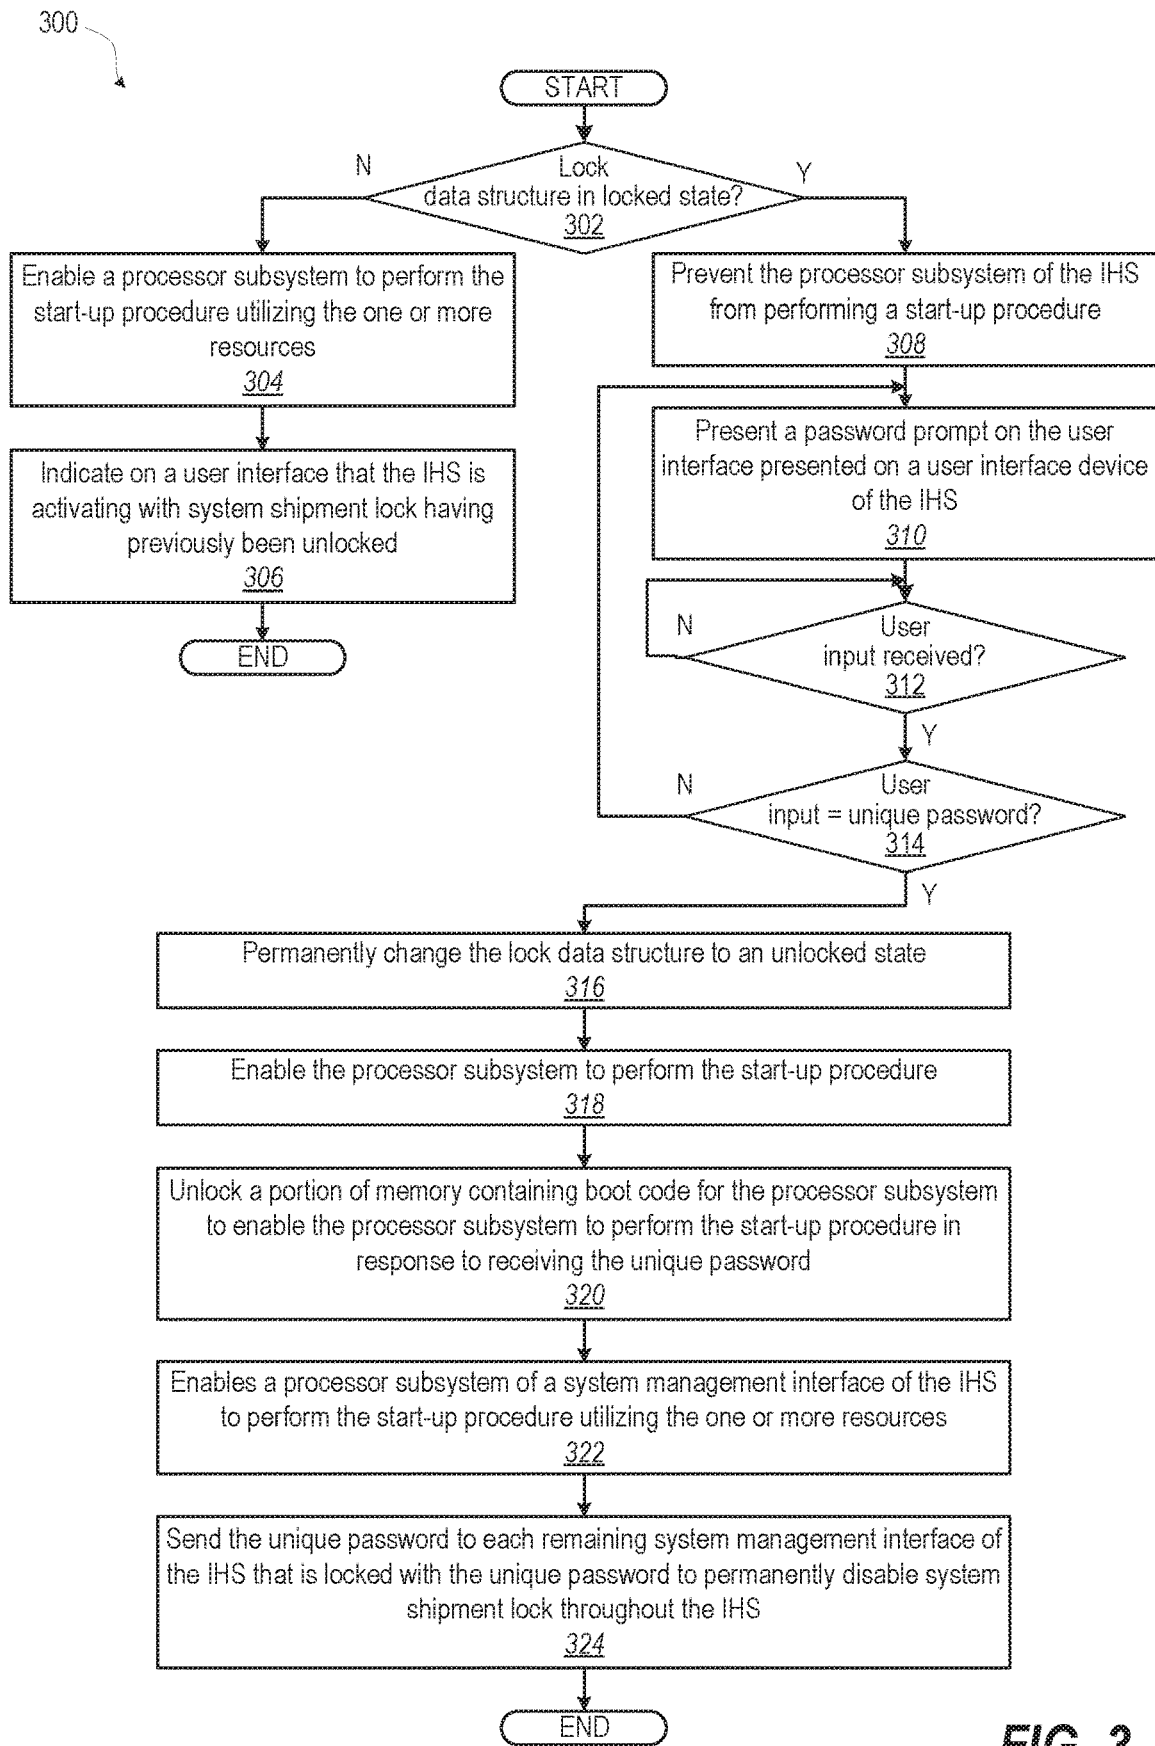 300
START
N
Y
Lock
data structure in locked state?
302
Enable a processor subsystem to perform the
start-up procedure utilizing the one or more
resources
304
Indicate on a user interface that the IHS is
activating with system shipment lock having
previously been unlocked
306
END
Prevent the processor subsystem of the IHS
from performing a start-up procedure
308
Present a password prompt on the user
interface presented on a user interface device
of the IHS
310
N
User
input received?
312
Y
N
User
input = unique password?
314
Y
Permanently change the lock data structure to an unlocked state
316
Enable the processor subsystem to perform the start-up procedure
318
Unlock a portion of memory containing boot code for the processor subsystem
to enable the processor subsystem to perform the start-up procedure in
response to receiving the unique password
320
Enables a processor subsystem of a system management interface of the IHS
to perform the start-up procedure utilizing the one or more resources
322
Send the unique password to each remaining system management interface of
the IHS that is locked with the unique password to permanently disable system
shipment lock throughout the IHS
324
END
FIG.